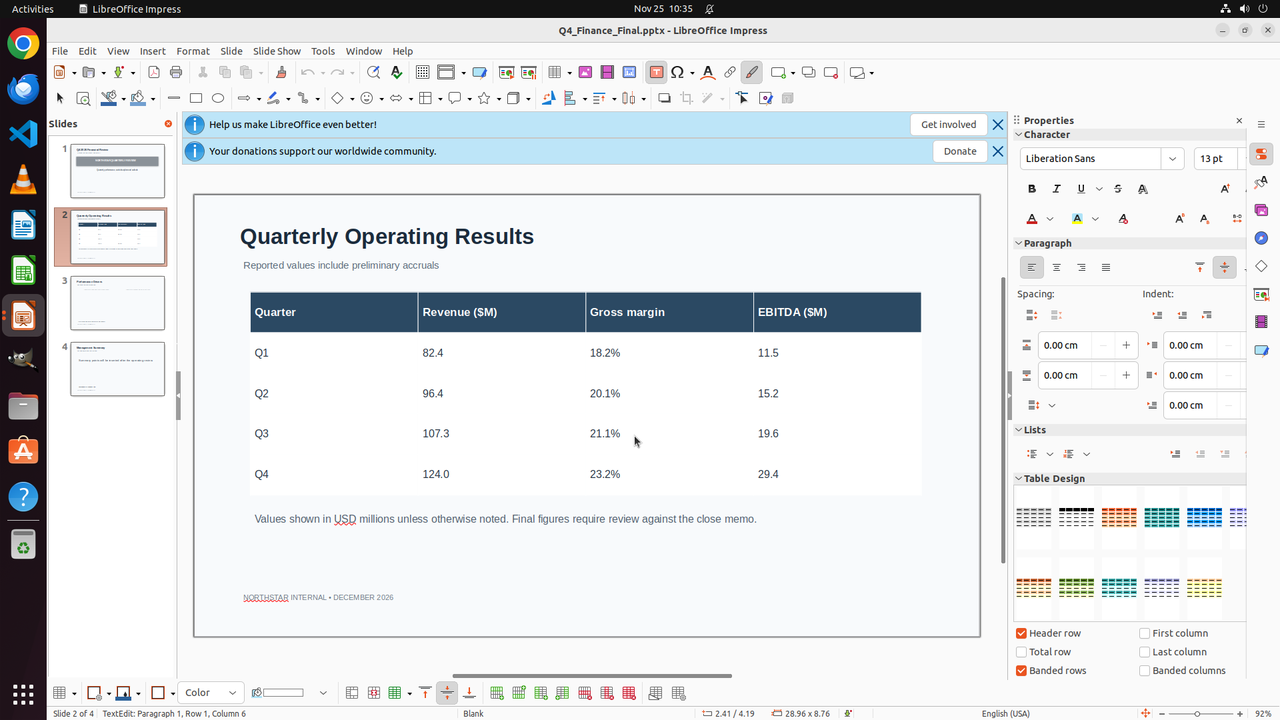 Activities
LibreOffice Impress
Nov 25 10:35
Q4_Finance_Final.pptx - LibreOffice Impress
File Edit View Insert Format Slide Slide Show Tools Window Help
Slides
Help us make LibreOffice even better!
Get involved
Your donations support our worldwide community.
Donate
1
2
3
4
Quarterly Operating Results
Reported values include preliminary accruals
Quarter Revenue ($M) Gross margin EBITDA ($M)
Q1 82.4 18.2% 11.5
Q2 96.4 20.1% 15.2
Q3 107.3 21.1% 19.6
Q4 124.0 23.2% 29.4
Values shown in USD millions unless otherwise noted. Final figures require review against the close memo.
NORTHSTAR INTERNAL • DECEMBER 2026
Properties
Character
Liberation Sans
13 pt
Paragraph
Spacing: Indent:
0.00 cm 0.00 cm
0.00 cm 0.00 cm
0.00 cm
Lists
Table Design
Header row First column
Total row Last column
Banded rows Banded columns
Color
Slide 2 of 4
TextEdit: Paragraph 1, Row 1, Column 6
Blank
2.41 / 4.19
28.96 x 8.76
English (USA)
92%